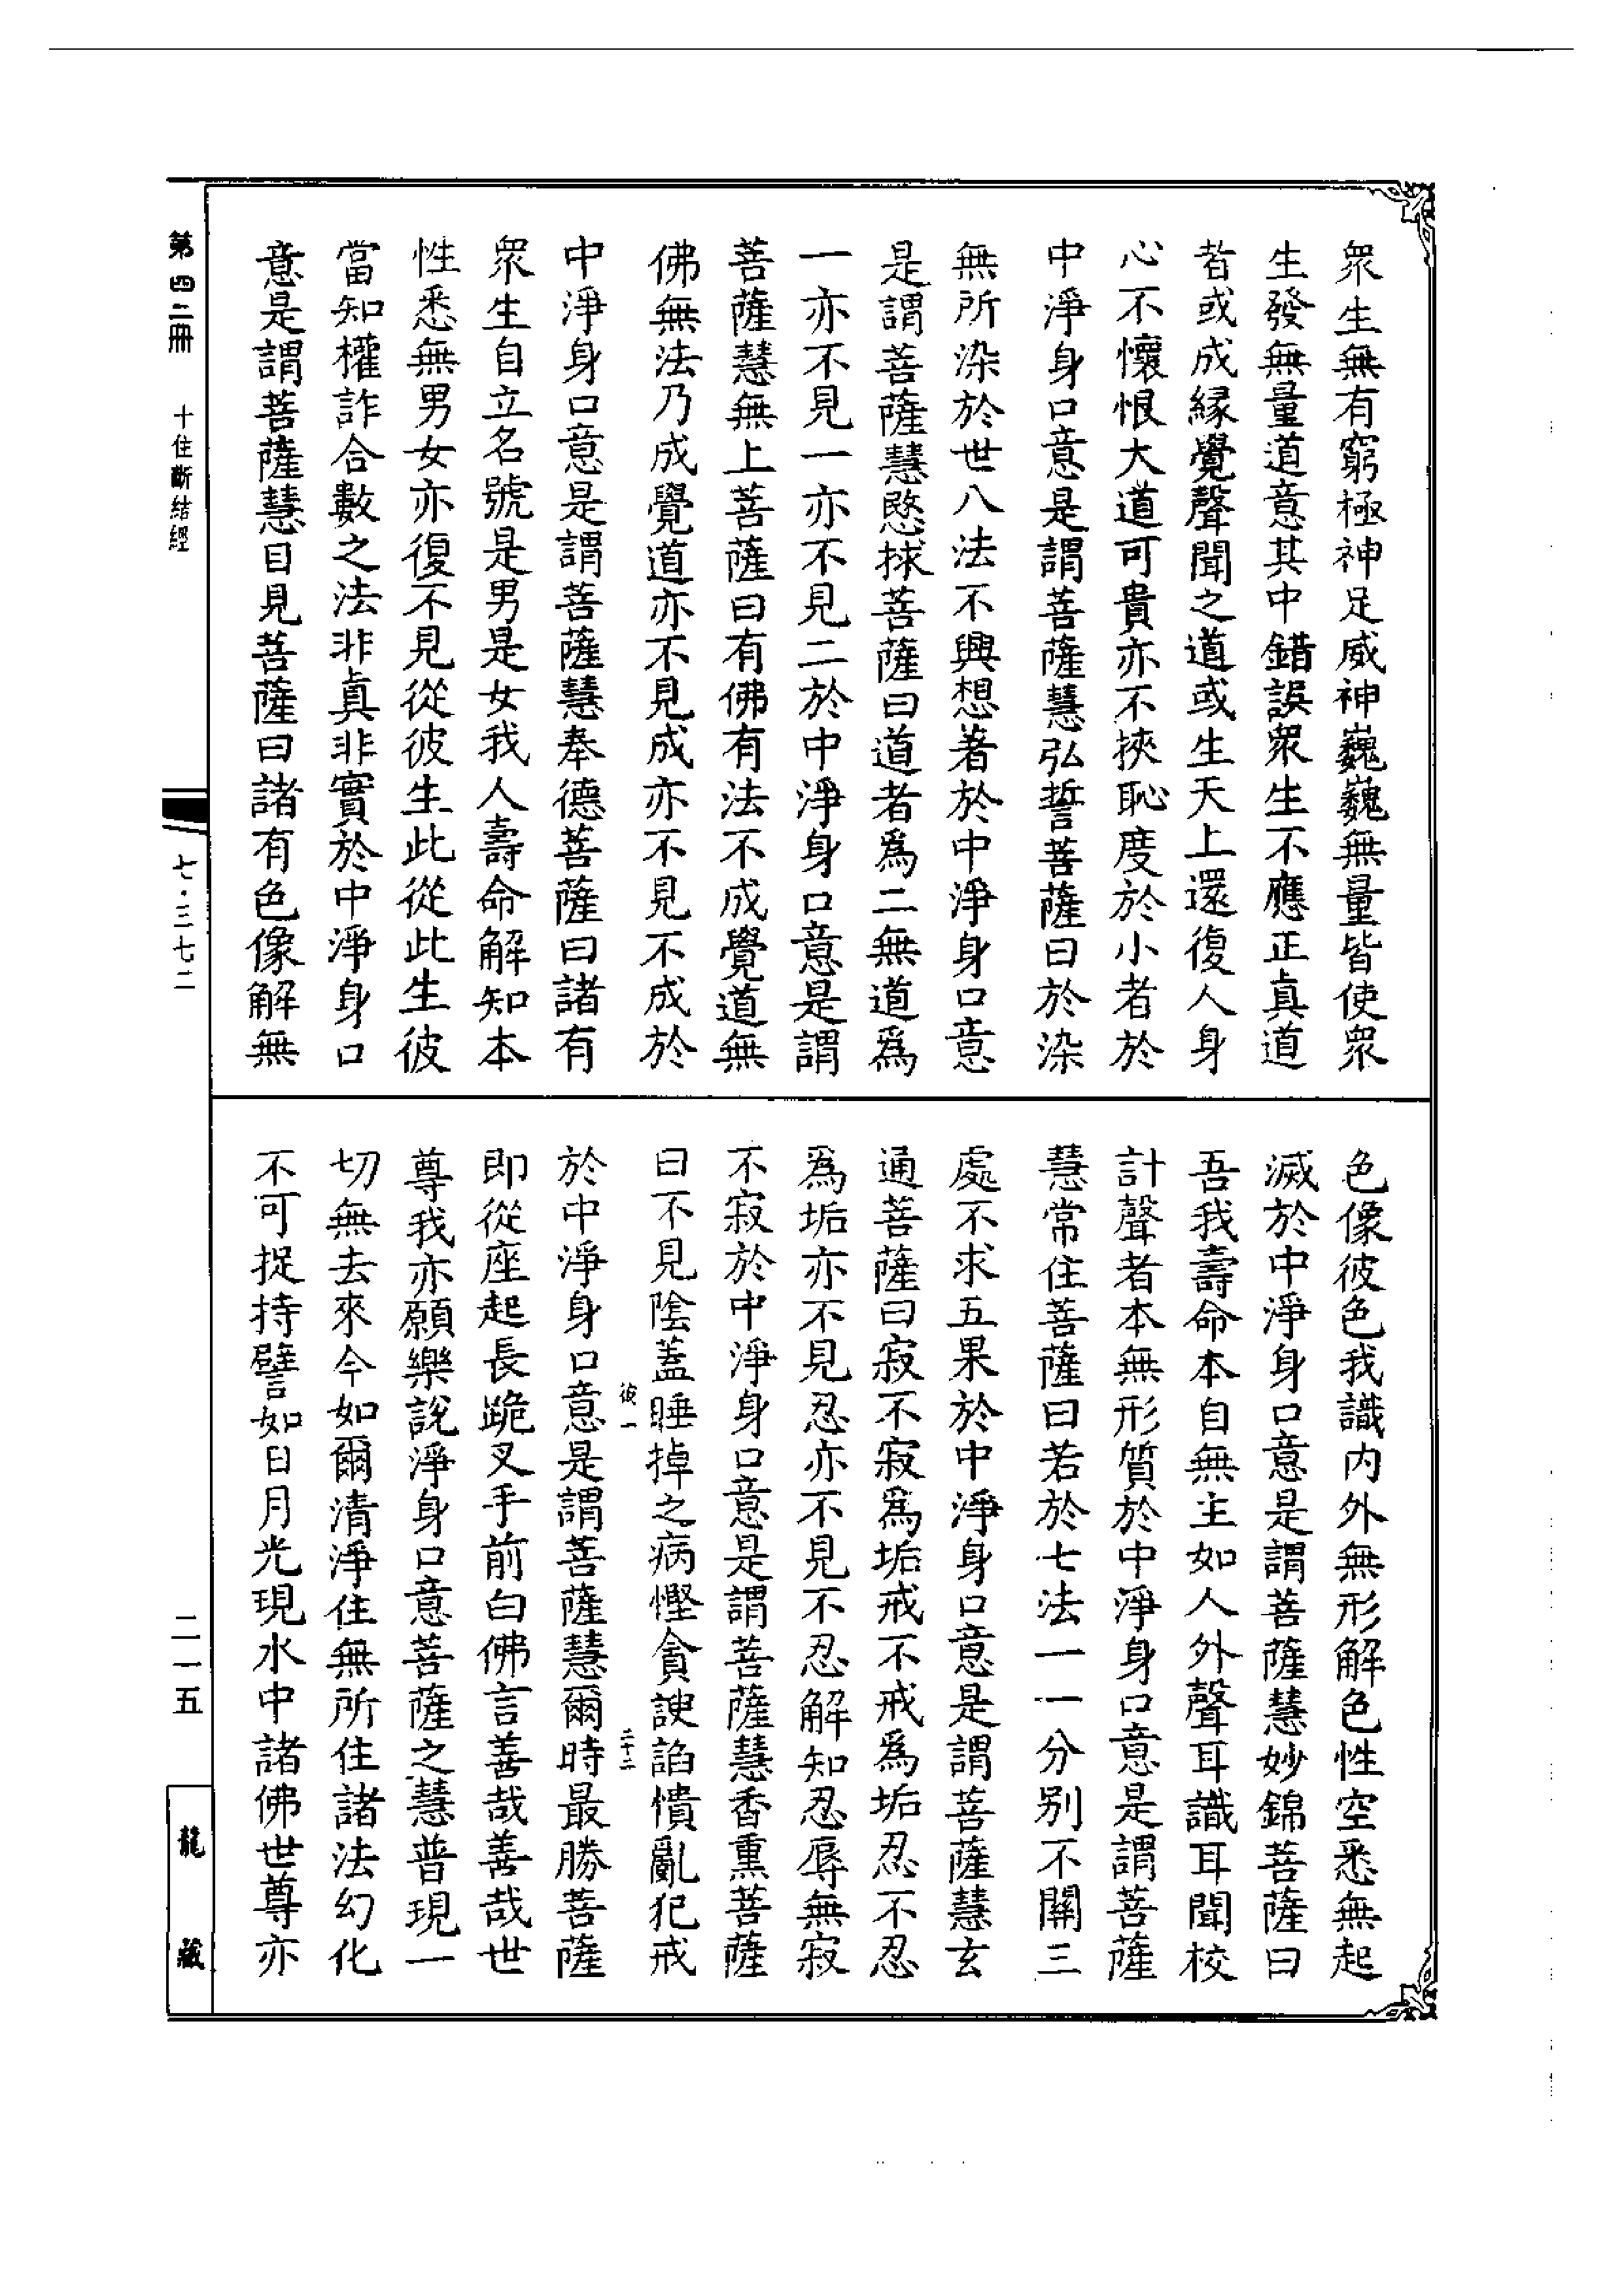 衆生無有窮極神足威神巍巍無量皆使衆
生發無量道意其中錯誤衆生不應正真道
者或成緣覺聲聞之道或生天上還復人身
心不懷恨大道可貴亦不挾恥度於小者於
中淨身口意是謂菩薩慧弘誓菩薩曰於染
無所染於世八法不興想著於中淨身口意
是謂菩薩慧愍捄菩薩曰道者爲二無道爲
一亦不見一亦不見二於中淨身口意是謂
菩薩慧無上菩薩曰有佛有法不成覺道無
佛無法乃成覺道亦不見成亦不見不成於
中淨身口意是謂菩薩慧奉德菩薩曰諸有
衆生自立名號是男是女我人壽命解知本
性悉無男女亦復不見從彼生此從此生彼
當知權詐合數之法非真非實於中淨身口
意是謂菩薩慧目見菩薩曰諸有色像解無
色像彼色我識内外無形解色性空悉無起
滅於中淨身口意是謂菩薩慧妙錦菩薩曰
吾我壽命本自無主如人外聲耳識耳聞校
計聲者本無形質於中淨身口意是謂菩薩
慧常住菩薩曰若於七法一一分别不關三
處不求五果於中淨身口意是謂菩薩慧玄
通菩薩曰寂不寂爲垢戒不戒爲垢忍不忍
爲垢亦不見忍亦不見不忍解知忍辱無寂
不寂於中淨身口意是謂菩薩慧香熏菩薩
曰不見陰蓋睡掉之病慳貪諛諂憒亂犯戒
彼一
二十二
於中淨身口意是謂菩薩慧爾時最勝菩薩
即從座起長跪叉手前白佛言善哉善哉世
尊我亦願樂說淨身口意菩薩之慧普現一
切無去來今如爾清淨住無所住諸法幻化
不可捉持譬如日月光現水中諸佛世尊亦
第四二冊
十住斷結經
七·三七二
二一五
龍藏